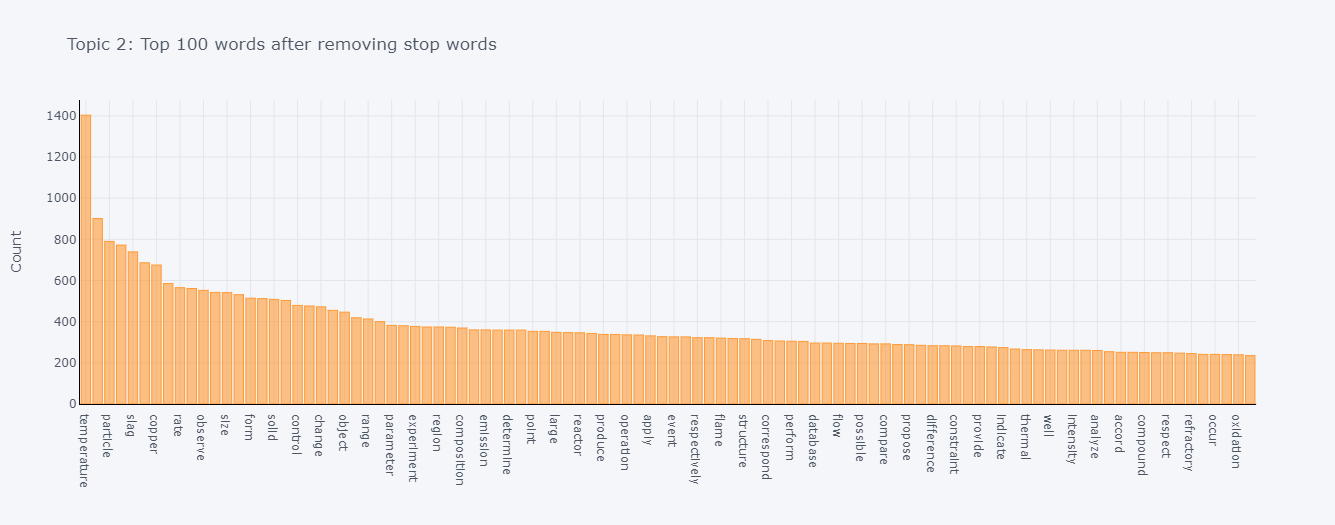 Topic 2: Top 100 words after removing stop words
Count
1400
1200
1000
800
600
400
200
0
temperature
particle
slag
copper
rate
observe
size
form
solid
control
change
object
range
parameter
experiment
region
composition
emission
determine
point
large
reactor
produce
operation
apply
event
respectively
flame
structure
correspond
perform
database
flow
possible
compare
propose
difference
constraint
provide
indicate
thermal
well
intensity
analyze
accord
compound
respect
refractory
occur
oxidation